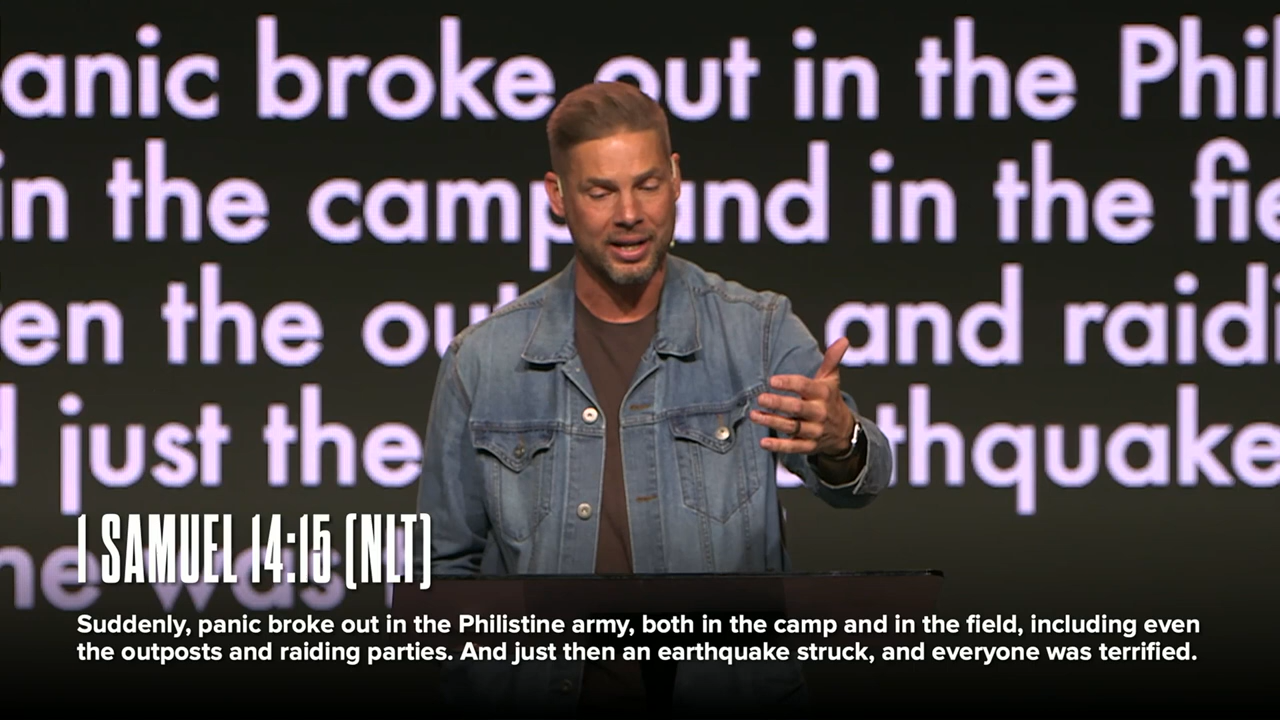 anic broke out in the Phil
in the camp and in the fie
en the ou and raidi
just the thquake
ne was
1 SAMUEL 14:15 (NLT)
Suddenly, panic broke out in the Philistine army, both in the camp and in the field, including even
the outposts and raiding parties. And just then an earthquake struck, and everyone was terrified.